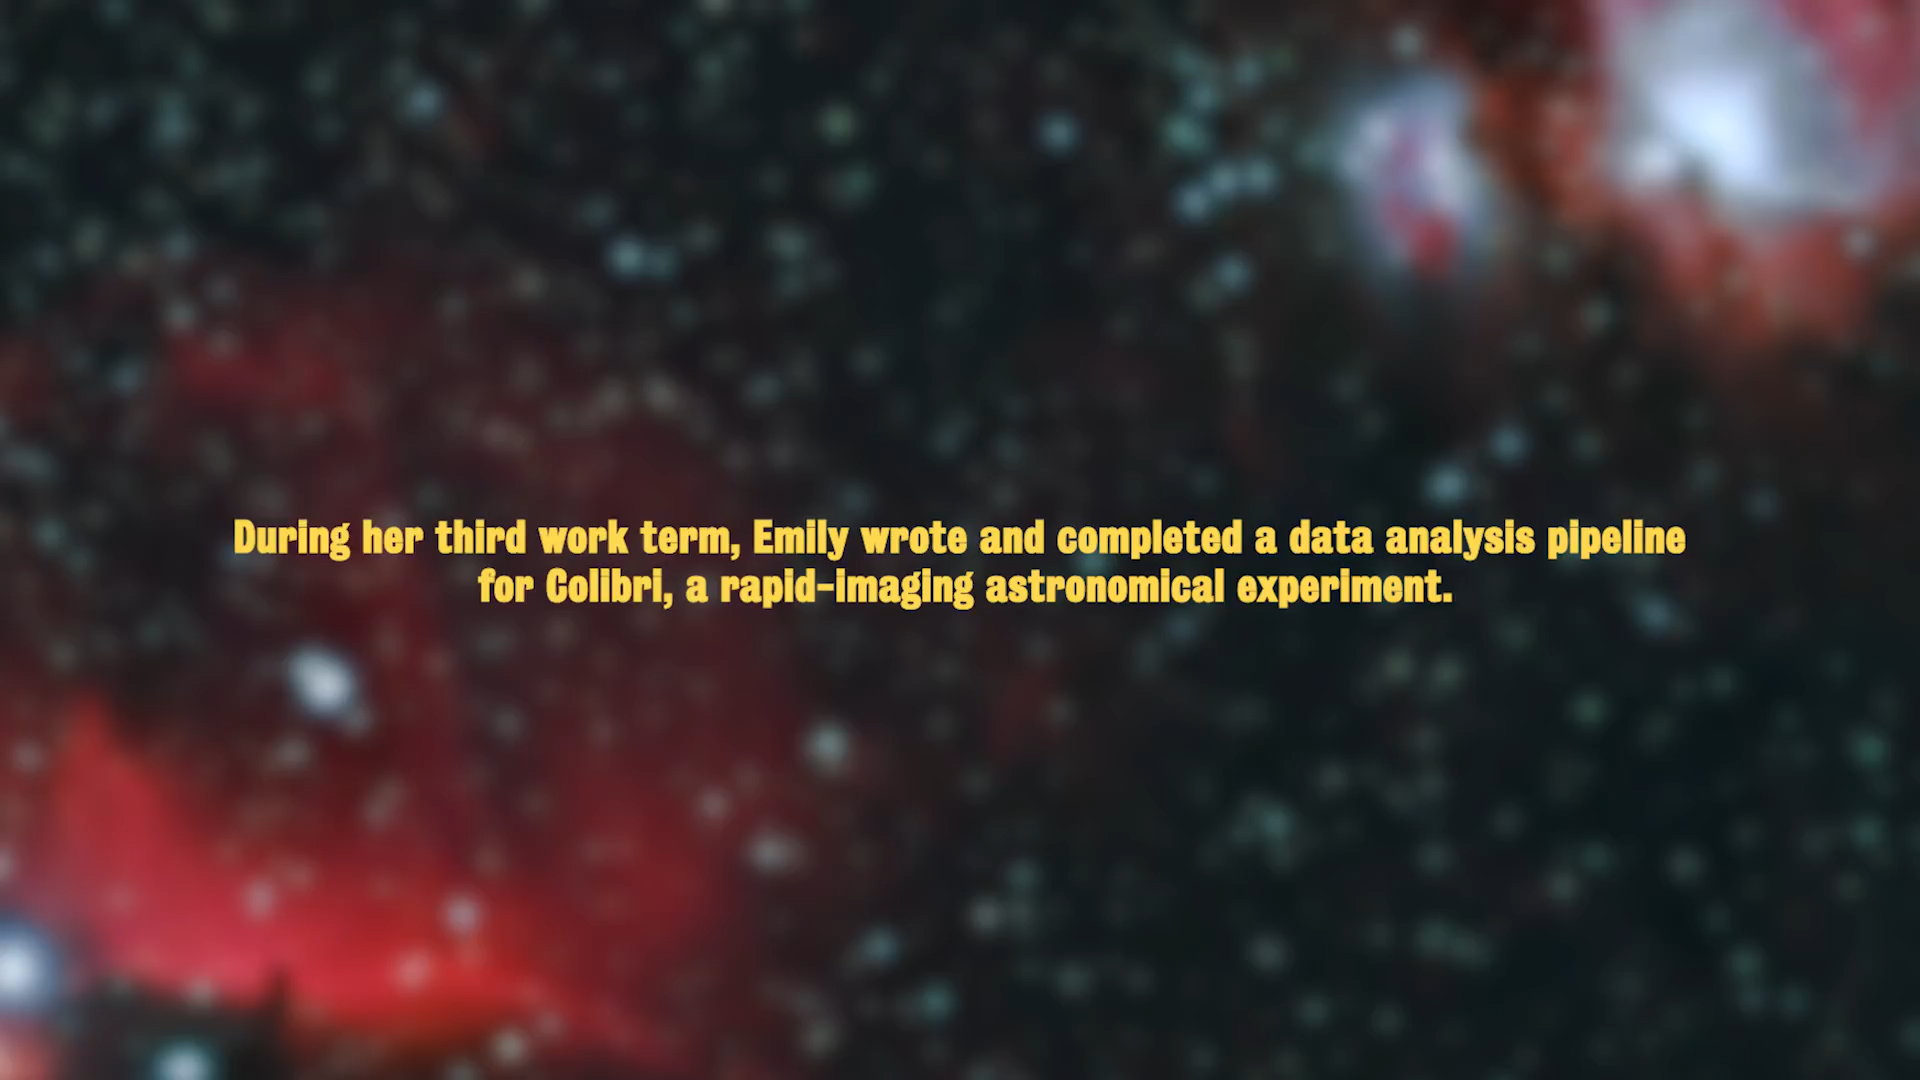 During her third work term, Emily wrote and completed a data analysis pipeline
for Colibri, a rapid-imaging astronomical experiment.